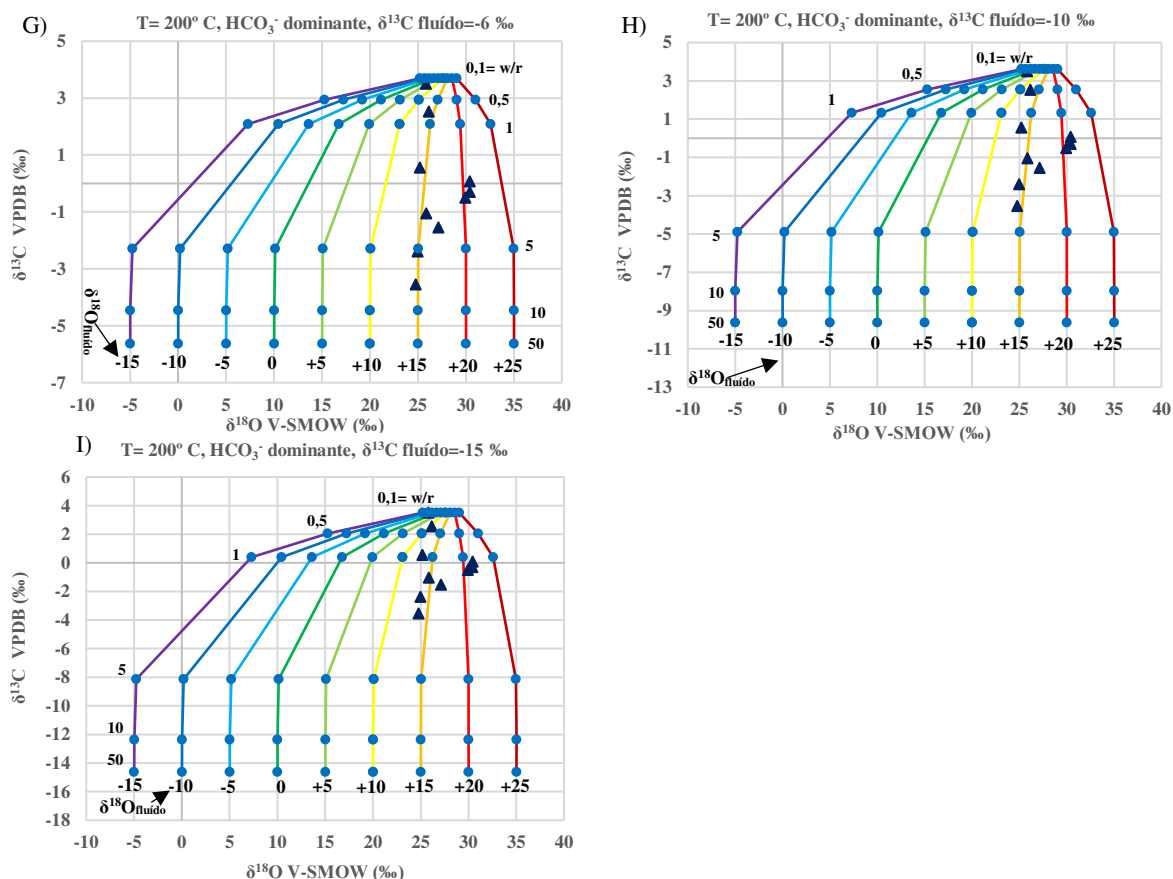 G)
T= 200º C, HCO₃⁻ dominante, δ¹³C fluído=-6 ‰
5
3
1
-1
-3
-5
-7
δ¹³C VPDB (‰)
0,1= w/r
0,5
1
5
10
50
δ¹⁸Ofluído
-15 -10 -5 0 +5 +10 +15 +20 +25
-10 -5 0 5 10 15 20 25 30 35 40
δ¹⁸O V-SMOW (‰)
H)
T= 200º C, HCO₃⁻ dominante, δ¹³C fluído=-10 ‰
5
3
1
-1
-3
-5
-7
-9
-11
-13
δ¹³C VPDB (‰)
0,1= w/r
0,5
1
5
10
50
-15 -10 -5 0 +5 +10 +15 +20 +25
δ¹⁸Ofluído
-10 -5 0 5 10 15 20 25 30 35 40
δ¹⁸O V-SMOW (‰)
I)
T= 200º C, HCO₃⁻ dominante, δ¹³C fluído=-15 ‰
6
4
2
0
-2
-4
-6
-8
-10
-12
-14
-16
-18
δ¹³C VPDB (‰)
0,1= w/r
0,5
1
5
10
50
-15 -10 -5 0 +5 +10 +15 +20 +25
δ¹⁸Ofluído
-10 -5 0 5 10 15 20 25 30 35 40
δ¹⁸O V-SMOW (‰)